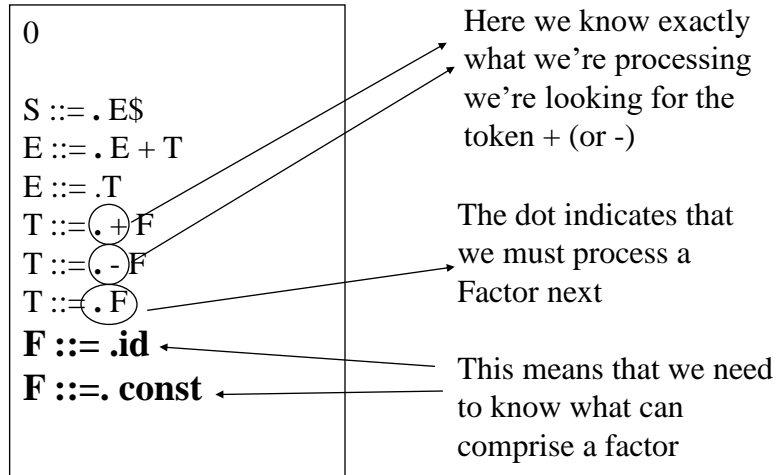 0
S ::= . E$
E ::= . E + T
E ::= .T
T ::= . + F
T ::= . - F
T ::= . F
F ::= .id
F ::=. const
Here we know exactly
what we’re processing
we’re looking for the
token + (or -)
The dot indicates that
we must process a
Factor next
This means that we need
to know what can
comprise a factor